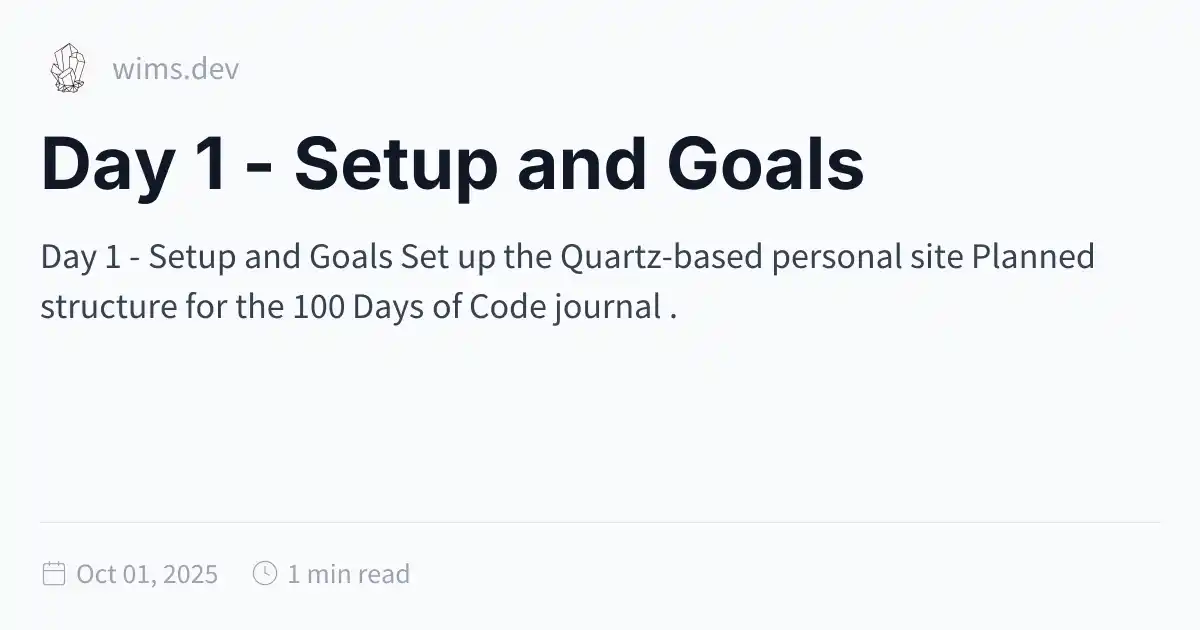 wims.dev
Day 1 - Setup and Goals
Day 1 - Setup and Goals Set up the Quartz-based personal site Planned
structure for the 100 Days of Code journal .
Oct 01, 2025 1 min read